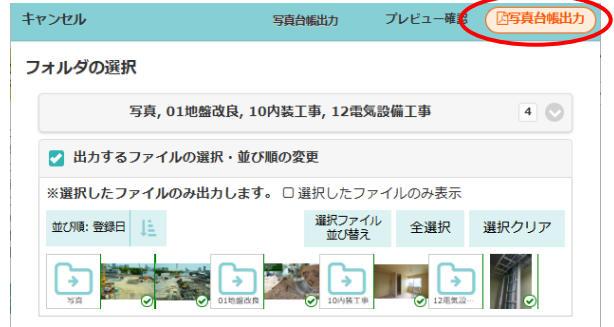 キャンセル 写真台帳出力 プレビュー確認 写真台帳出力
フォルダの選択
写真, 01地盤改良, 10内装工事, 12電気設備工事 4
出力するファイルの選択・並び順の変更
※選択したファイルのみ出力します。 選択したファイルのみ表示
並び順: 登録日 選択ファイル 全選択 選択クリア
並び替え
写真 01地盤改良 10内装工事 12電気設…